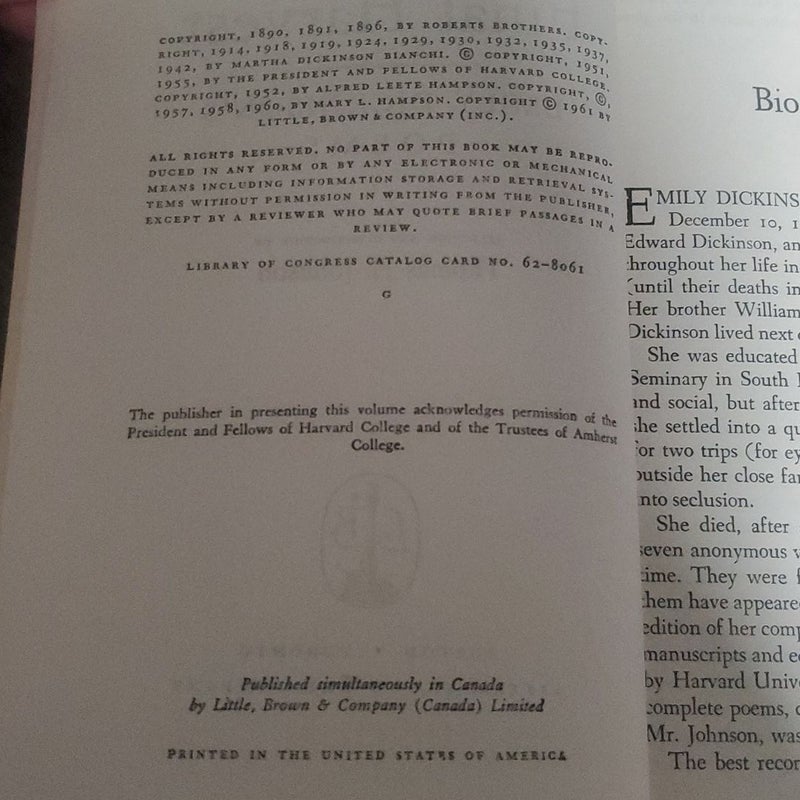 COPYRIGHT, 1890, 1891, 1896, BY ROBERTS BROTHERS. COPY-
RIGHT, 1914, 1918, 1919, 1924, 1929, 1930, 1932, 1935, 1937,
1942, BY MARTHA DICKINSON BIANCHI. © COPYRIGHT, 1951,
1955, BY THE PRESIDENT AND FELLOWS OF HARVARD COLLEGE.
COPYRIGHT, 1952, BY ALFRED LEETE HAMPSON. COPYRIGHT, ©,
1957, 1958, 1960, BY MARY L. HAMPSON. COPYRIGHT © 1961 BY
LITTLE, BROWN & COMPANY (INC.).
ALL RIGHTS RESERVED. NO PART OF THIS BOOK MAY BE REPRO-
DUCED IN ANY FORM OR BY ANY ELECTRONIC OR MECHANICAL
MEANS INCLUDING INFORMATION STORAGE AND RETRIEVAL SYS-
TEMS WITHOUT PERMISSION IN WRITING FROM THE PUBLISHER,
EXCEPT BY A REVIEWER WHO MAY QUOTE BRIEF PASSAGES IN A
REVIEW.
LIBRARY OF CONGRESS CATALOG CARD NO. 62-8061
G
The publisher in presenting this volume acknowledges permission of the
President and Fellows of Harvard College and of the Trustees of Amherst
College.
Published simultaneously in Canada
by Little, Brown & Company (Canada) Limited
PRINTED IN THE UNITED STATES OF AMERICA
Bio
EMILY DICKINS
December 10, 1
Edward Dickinson, an
throughout her life in
(until their deaths in
Her brother William
Dickinson lived next
She was educated
Seminary in South
and social, but after
she settled into a qu
for two trips (for ey
outside her close fam
into seclusion.
She died, after
seven anonymous v
time. They were f
them have appeare
edition of her comp
manuscripts and e
by Harvard Unive
complete poems, o
Mr. Johnson, was
The best recor